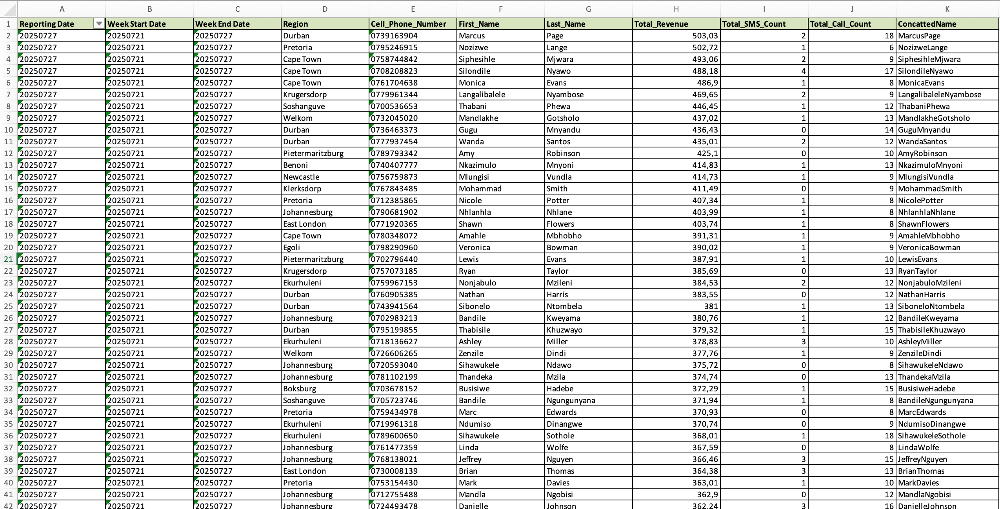 A B C D E F G H I J K
1 Reporting Date Week Start Date Week End Date Region Cell_Phone_Number First_Name Last_Name Total_Revenue Total_SMS_Count Total_Call_Count ConcattedName
2 20250727 20250721 20250727 Durban 0739163904 Marcus Page 503,03 2 18 MarcusPage
3 20250727 20250721 20250727 Pretoria 0795246915 Nozizwe Lange 502,72 1 6 NozizweLange
4 20250727 20250721 20250727 Cape Town 0758744842 Siphesihle Mjwara 493,06 2 9 SiphesihleMjwara
5 20250727 20250721 20250727 Cape Town 0708208823 Silondile Nyawo 488,18 4 17 SilondileNyawo
6 20250727 20250721 20250727 Cape Town 0761704638 Monica Evans 486,9 1 8 MonicaEvans
7 20250727 20250721 20250727 Krugersdorp 0779961344 Langalibalele Nyambose 469,65 2 9 LangalibaleleNyambose
8 20250727 20250721 20250727 Soshanguve 0700536653 Thabani Phewa 446,45 1 12 ThabaniPhewa
9 20250727 20250721 20250727 Welkom 0732045020 Mandlakhe Gotsholo 437,02 1 13 MandlakheGotsholo
10 20250727 20250721 20250727 Durban 0736463373 Gugu Mnyandu 436,43 0 14 GuguMnyandu
11 20250727 20250721 20250727 Durban 0777937454 Wanda Santos 435,01 2 12 WandaSantos
12 20250727 20250721 20250727 Pietermaritzburg 0789793342 Amy Robinson 425,1 0 10 AmyRobinson
13 20250727 20250721 20250727 Benoni 0740407777 Nkazimulo Mnyoni 414,83 1 13 NkazimuloMnyoni
14 20250727 20250721 20250727 Newcastle 0756759873 Mlungisi Vundla 414,73 1 9 MlungisiVundla
15 20250727 20250721 20250727 Klerksdorp 0767843485 Mohammad Smith 411,49 0 9 MohammadSmith
16 20250727 20250721 20250727 Pretoria 0712385865 Nicole Potter 407,34 1 8 NicolePotter
17 20250727 20250721 20250727 Johannesburg 0790681902 Nhlanhla Nhlane 403,99 1 8 NhlanhlaNhlane
18 20250727 20250721 20250727 East London 0771920365 Shawn Flowers 403,74 1 8 ShawnFlowers
19 20250727 20250721 20250727 Cape Town 0780348072 Amahle Mbhobho 391,31 1 9 AmahleMbhobho
20 20250727 20250721 20250727 Egoli 0798290960 Veronica Bowman 390,02 1 9 VeronicaBowman
21 20250727 20250721 20250727 Pietermaritzburg 0702796440 Lewis Evans 387,91 1 10 LewisEvans
22 20250727 20250721 20250727 Krugersdorp 0757073185 Ryan Taylor 385,69 0 13 RyanTaylor
23 20250727 20250721 20250727 Ekurhuleni 0759967153 Nonjabulo Mzileni 384,53 2 12 NonjabuloMzileni
24 20250727 20250721 20250727 Durban 0760905385 Nathan Harris 383,55 0 12 NathanHarris
25 20250727 20250721 20250727 Durban 0743941564 Sibonelo Ntombela 381 1 13 SiboneloNtombela
26 20250727 20250721 20250727 Johannesburg 0702983213 Bandile Kweyama 380,76 1 12 BandileKweyama
27 20250727 20250721 20250727 Durban 0795199855 Thabisile Khuzwayo 379,32 1 15 ThabisileKhuzwayo
28 20250727 20250721 20250727 Ekurhuleni 0718136627 Ashley Miller 378,83 3 10 AshleyMiller
29 20250727 20250721 20250727 Welkom 0726606265 Zenzile Dindi 377,76 1 9 ZenzileDindi
30 20250727 20250721 20250727 Johannesburg 0720593040 Sihawukele Ndawo 375,72 0 8 SihawukeleNdawo
31 20250727 20250721 20250727 Johannesburg 0781102199 Thandeka Mzila 374,74 0 13 ThandekaMzila
32 20250727 20250721 20250727 Boksburg 0703678152 Busisiwe Hadebe 372,29 1 15 BusisiweHadebe
33 20250727 20250721 20250727 Soshanguve 0705723746 Bandile Ngungunyana 371,94 1 8 BandileNgungunyana
34 20250727 20250721 20250727 Pretoria 0759434978 Marc Edwards 370,93 0 8 MarcEdwards
35 20250727 20250721 20250727 Ekurhuleni 0719961318 Ndumiso Dinangwe 370,74 0 9 NdumisoDinangwe
36 20250727 20250721 20250727 Ekurhuleni 0789600650 Sihawukele Sothole 368,01 1 18 SihawukeleSothole
37 20250727 20250721 20250727 Johannesburg 0761477359 Linda Wolfe 367,59 0 8 LindaWolfe
38 20250727 20250721 20250727 Johannesburg 0768138021 Jeffrey Nguyen 366,46 3 15 JeffreyNguyen
39 20250727 20250721 20250727 East London 0730008139 Brian Thomas 364,38 3 13 BrianThomas
40 20250727 20250721 20250727 Pretoria 0753154430 Mark Davies 363,01 1 10 MarkDavies
41 20250727 20250721 20250727 Johannesburg 0712755488 Mandla Ngobisi 362,9 0 12 MandlaNgobisi
42 20250727 20250721 20250727 Johannesburg 0724493478 Danielle Johnson 362,24 3 16 DanielleJohnson